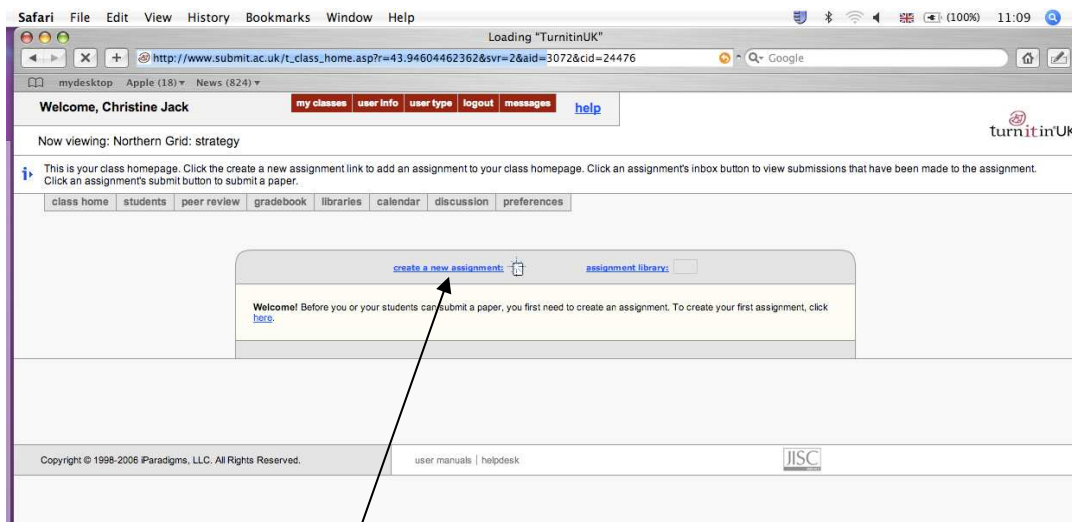 Safari File Edit View History Bookmarks Window Help (100%) 11:09
Loading "TurnitinUK"
http://www.submit.ac.uk/t_class_home.asp?r=43.94604462362&svr=2&aid=3072&cid=24476 Google
mydesktop Apple (18) News (824)
Welcome, Christine Jack my classes user info user type logout messages help
turnitin UK
Now viewing: Northern Grid: strategy
This is your class homepage. Click the create a new assignment link to add an assignment to your class homepage. Click an assignment's inbox button to view submissions that have been made to the assignment.
Click an assignment's submit button to submit a paper.
class home students peer review gradebook libraries calendar discussion preferences
create a new assignment: assignment library:
Welcome! Before you or your students can submit a paper, you first need to create an assignment. To create your first assignment, click
here.
Copyright © 1998-2006 iParadigms, LLC. All Rights Reserved. user manuals | helpdesk JISC